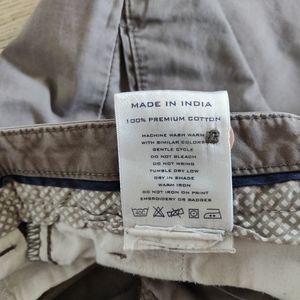 MADE IN INDIA
100% PREMIUM COTTON
MACHINE WASH WARM
WITH SIMILAR COLORS
GENTLE CYCLE
DO NOT BLEACH
DO NOT WRING
TUMBLE DRY LOW
DRY IN SHADE
WARM IRON
DO NOT IRON ON PRINT
EMBROIDERY OR BADGES